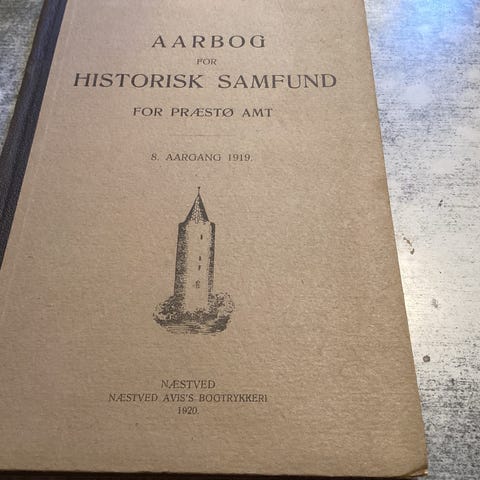 AARBOG
FOR
HISTORISK SAMFUND
FOR PRÆSTØ AMT
8. AARGANG 1919.
NÆSTVED
NÆSTVED AVIS'S BOGTRYKKERI
1920.